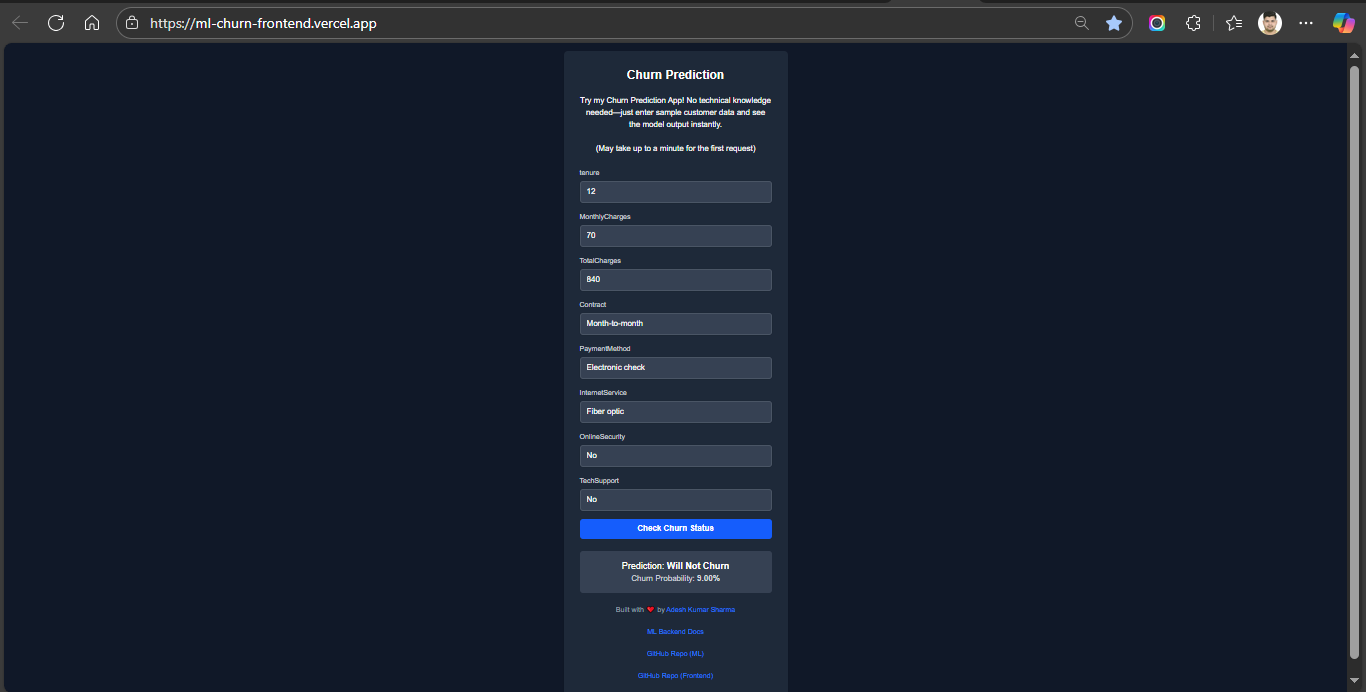 https://ml-churn-frontend.vercel.app
Churn Prediction
Try my Churn Prediction App! No technical knowledge
needed—just enter sample customer data and see
the model output instantly.
(May take up to a minute for the first request)
tenure
12
MonthlyCharges
70
TotalCharges
840
Contract
Month-to-month
PaymentMethod
Electronic check
InternetService
Fiber optic
OnlineSecurity
No
TechSupport
No
Check Churn Status
Prediction: Will Not Churn
Churn Probability: 9.00%
Built with ❤️ by Adesh Kumar Sharma
ML Backend Docs
GitHub Repo (ML)
GitHub Repo (Frontend)